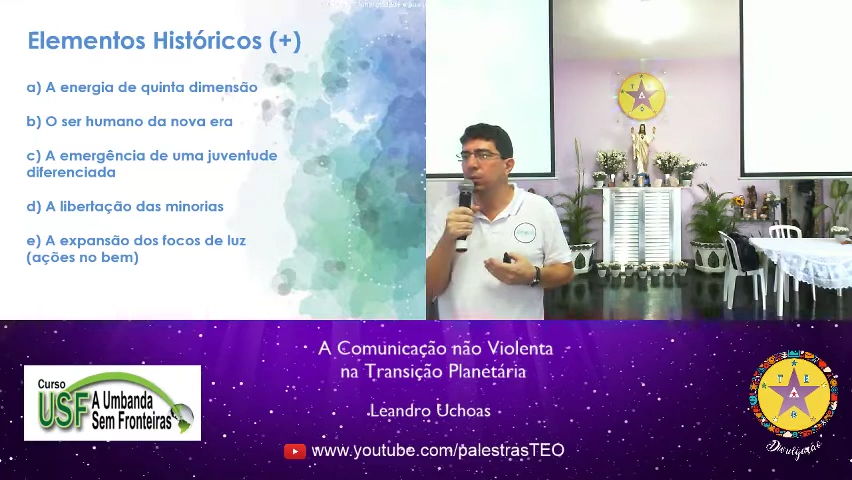 Elementos Históricos (+)
a) A energia de quinta dimensão
b) O ser humano da nova era
c) A emergência de uma juventude
diferenciada
d) A libertação das minorias
e) A expansão dos focos de luz
(ações no bem)
A Comunicação não Violenta
na Transição Planetária
Leandro Uchoas
www.youtube.com/palestrasTEO
Curso
USF A Umbanda
Sem Fronteiras
T E
Divulgação